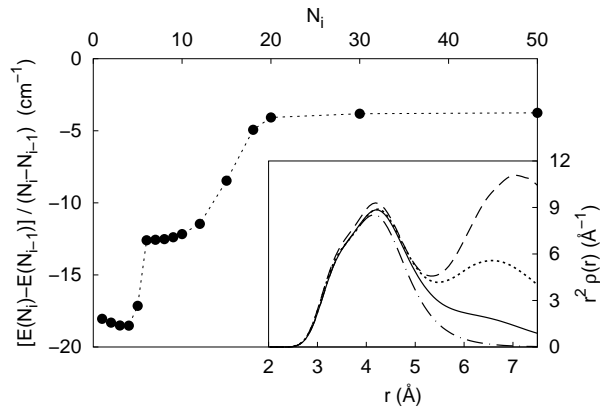 N_i
0 10 20 30 40 50
0
−5
−10
−15
−20
[E(N_i)−E(N_{i−1})] / (N_i−N_{i−1}) (cm⁻¹)
12
9
6
3
0
r² ρ(r) (Å⁻¹)
2 3 4 5 6 7
r (Å)